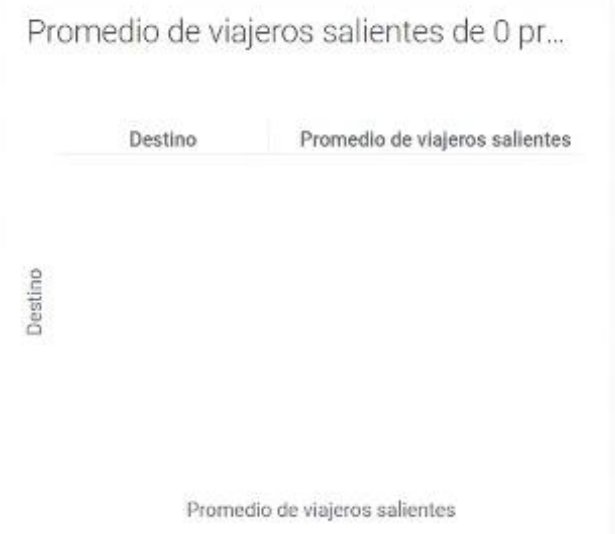 Promedio de viajeros salientes de 0 pr...
Destino Promedio de viajeros salientes
Destino
Promedio de viajeros salientes